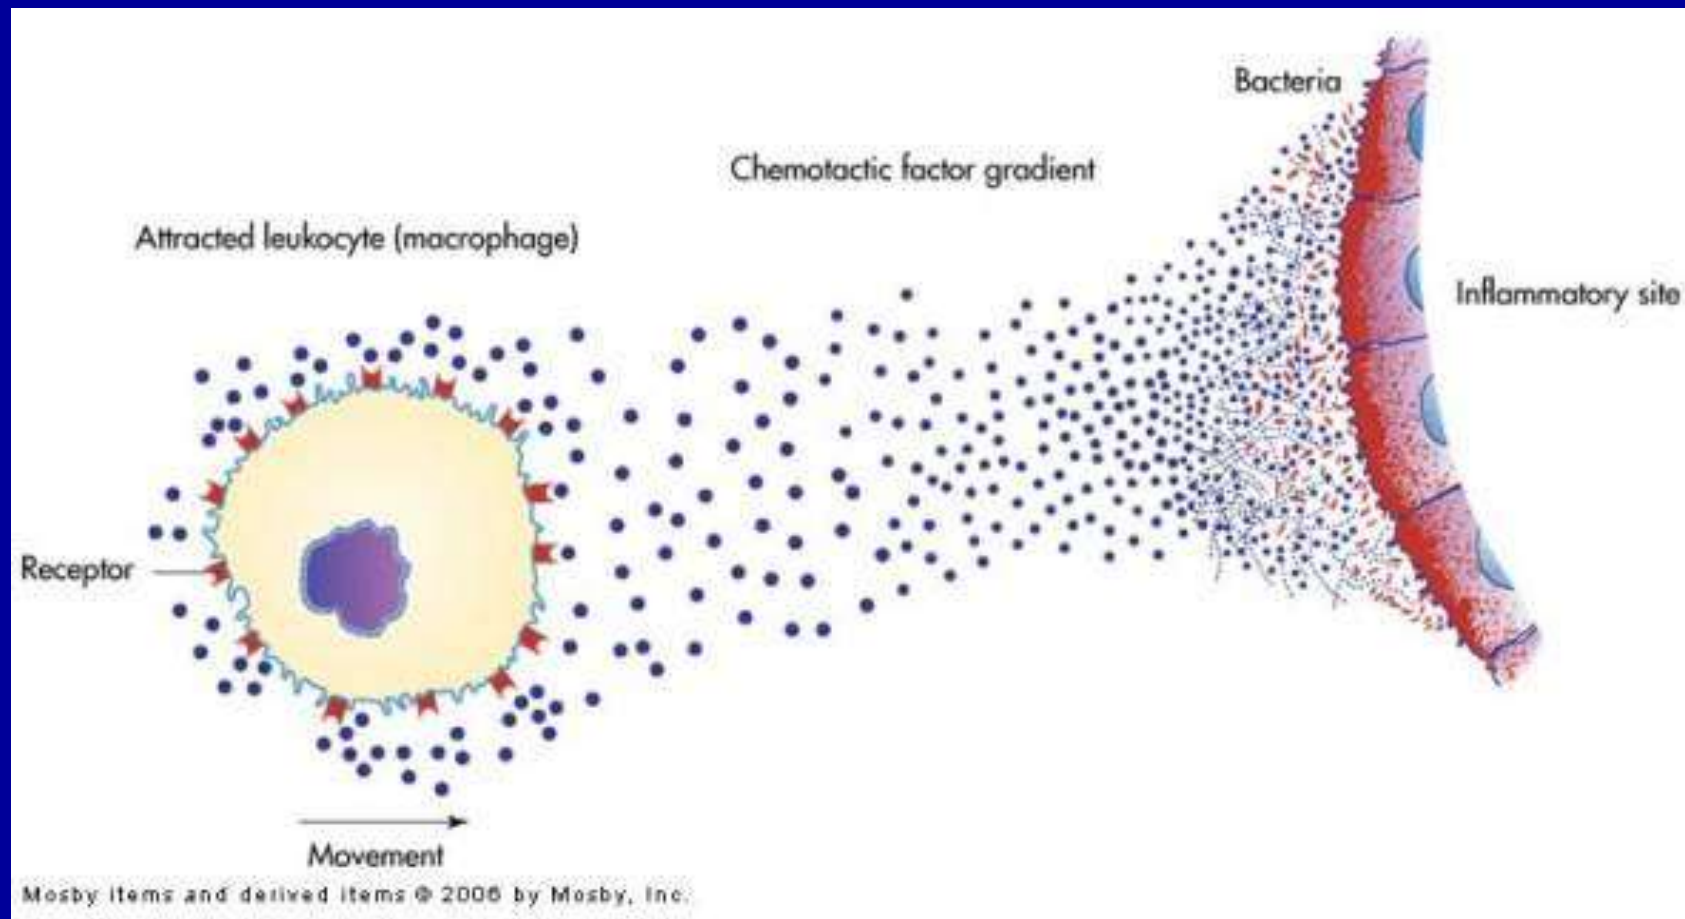 Bacteria
Chemotactic factor gradient
Attracted leukocyte (macrophage)
Inflammatory site
Receptor
Movement
Mosby items and derived items © 2006 by Mosby, Inc.